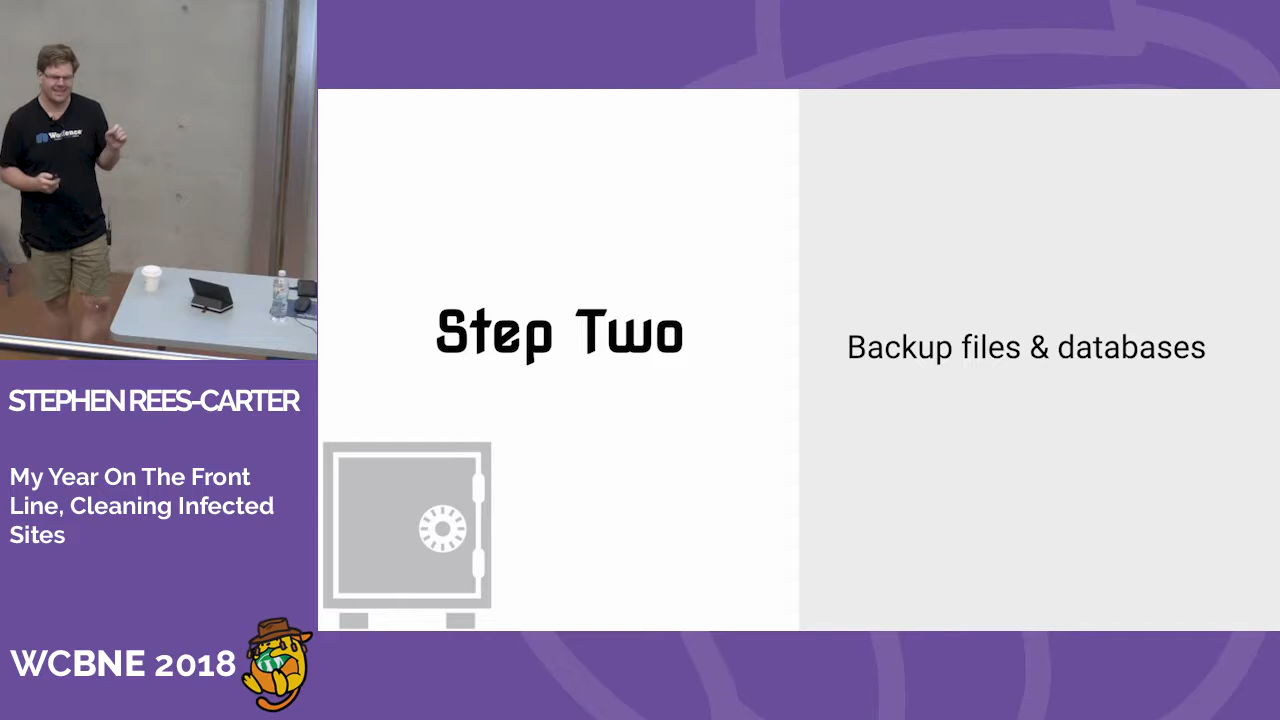 Wordfence
STEPHEN REES-CARTER
My Year On The Front
Line, Cleaning Infected
Sites
WCBNE 2018
Step Two
Backup files & databases